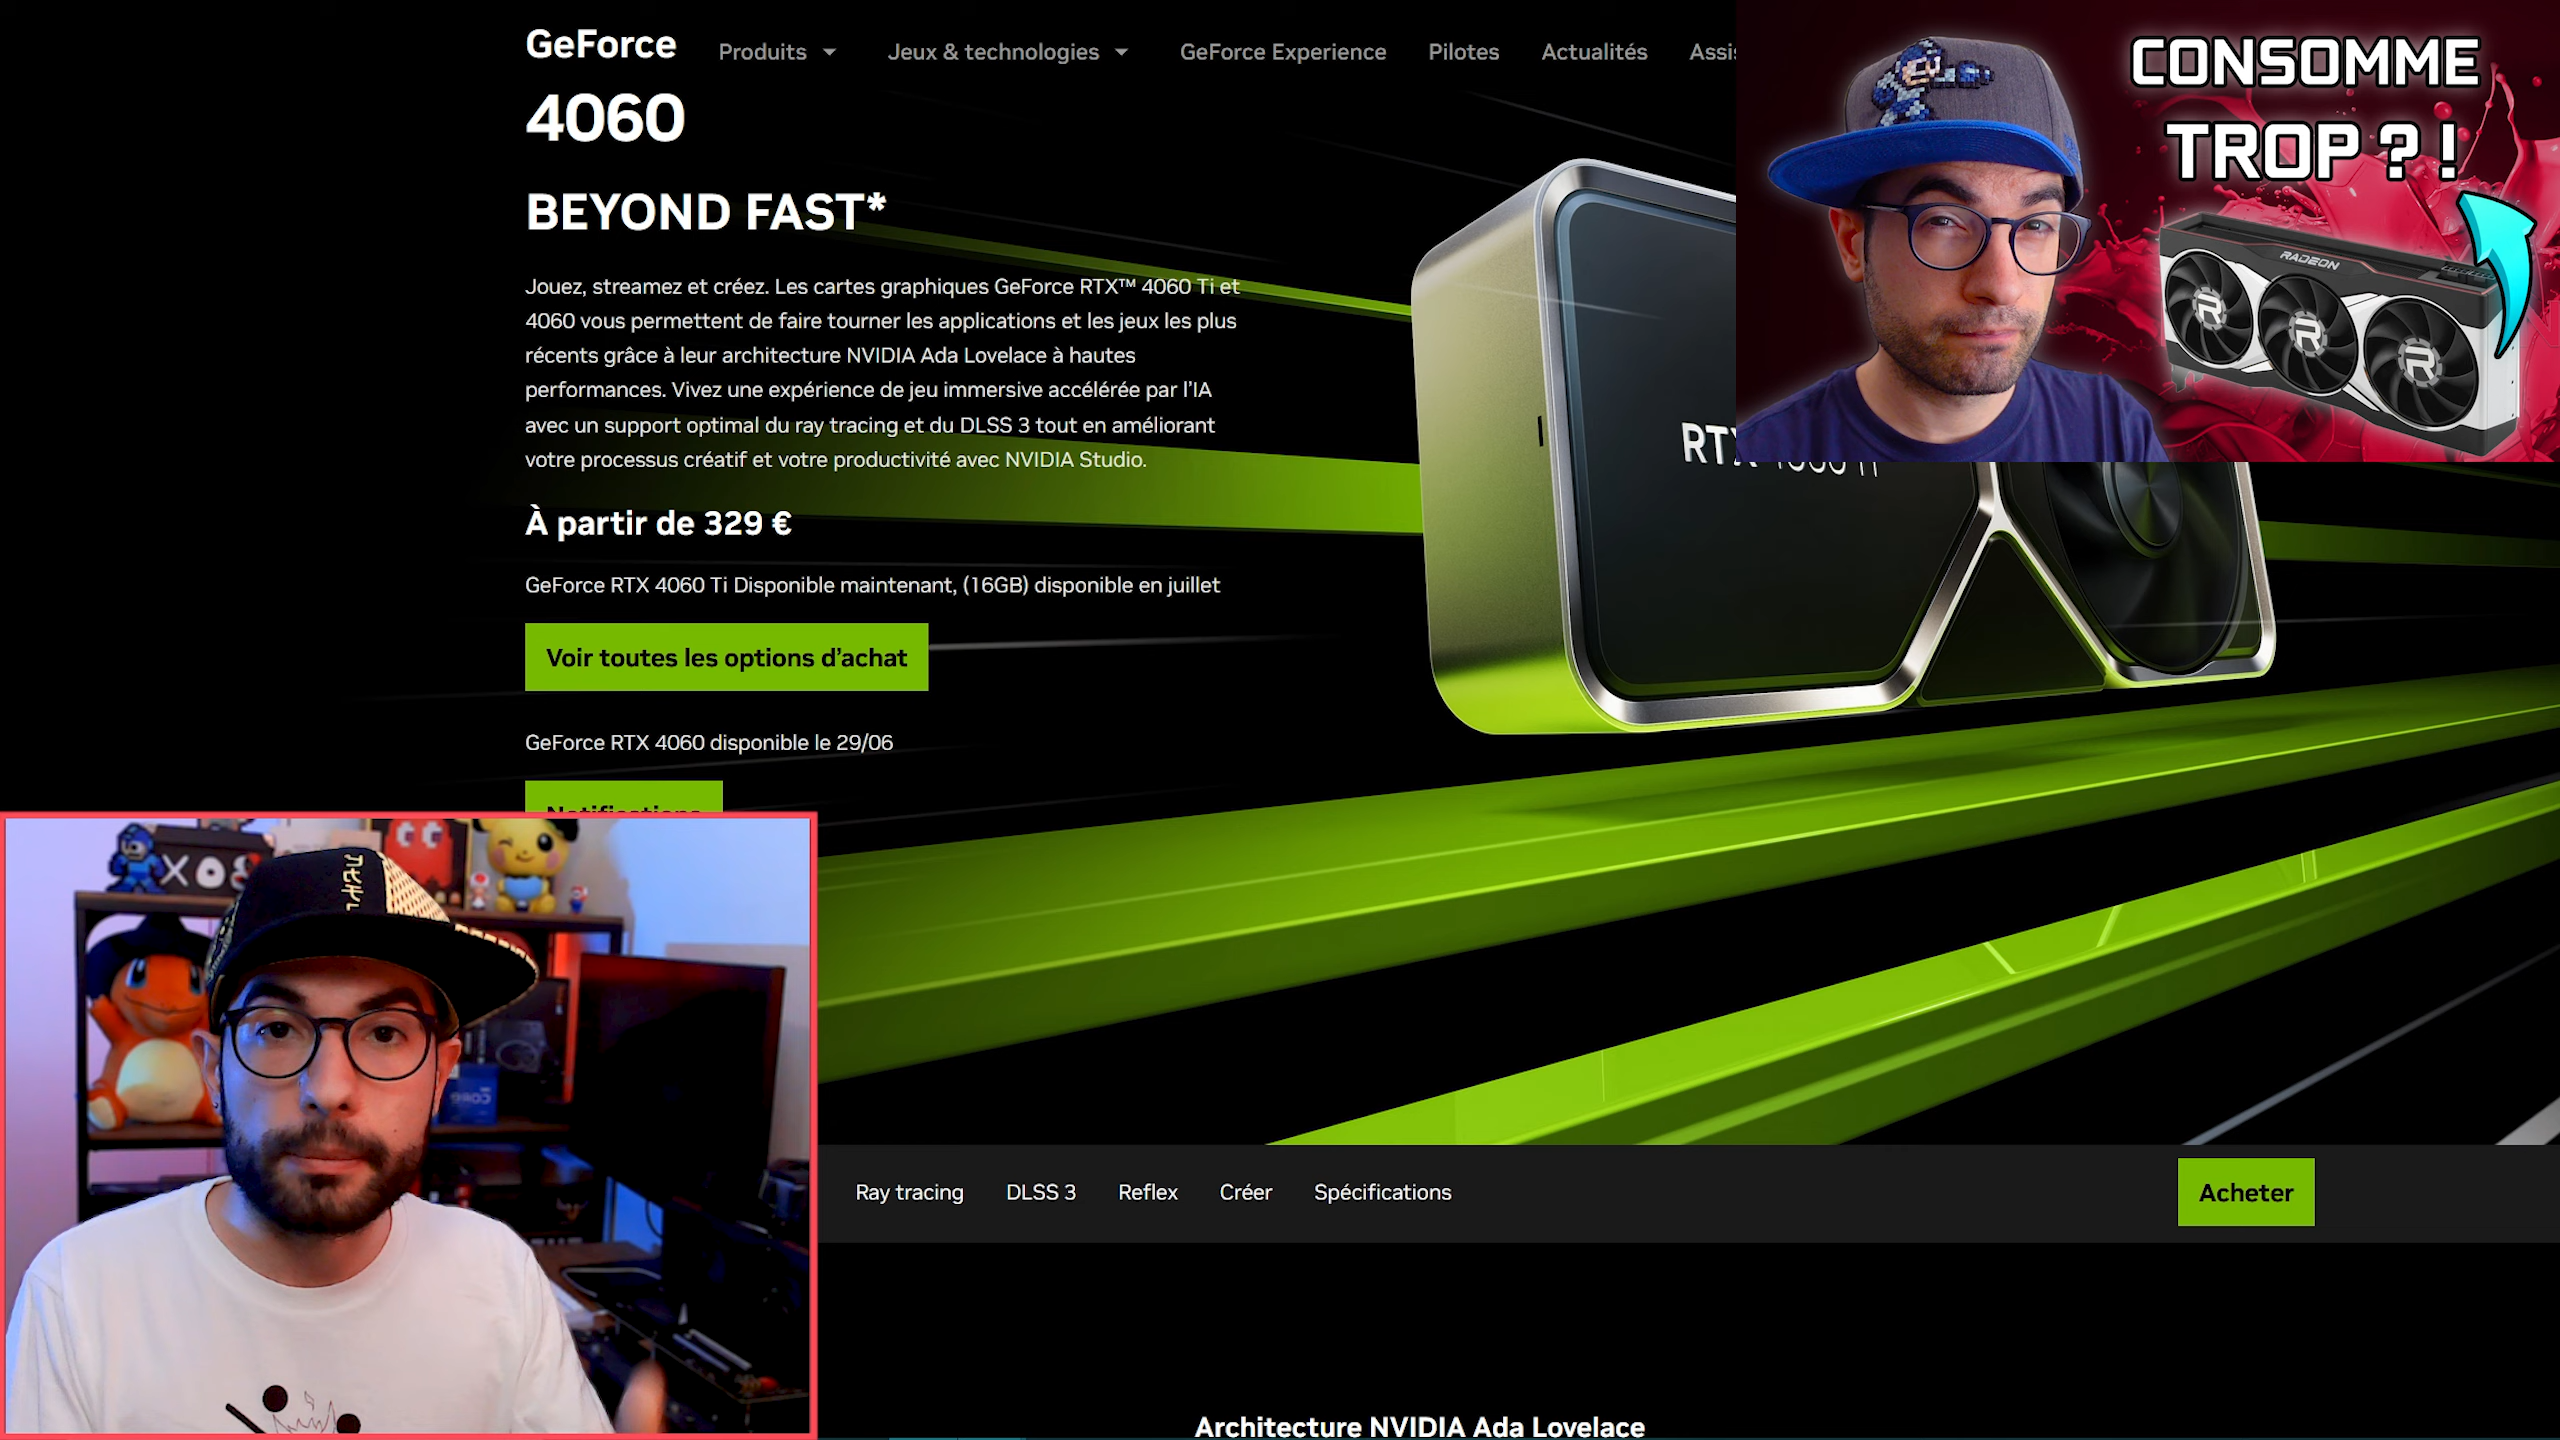 GeForce
Produits
Jeux & technologies
GeForce Experience
Pilotes
Actualités
4060
BEYOND FAST*
Jouez, streamez et créez. Les cartes graphiques GeForce RTX™ 4060 Ti et
4060 vous permettent de faire tourner les applications et les jeux les plus
récents grâce à leur architecture NVIDIA Ada Lovelace à hautes
performances. Vivez une expérience de jeu immersive accélérée par l'IA
avec un support optimal du ray tracing et du DLSS 3 tout en améliorant
votre processus créatif et votre productivité avec NVIDIA Studio.
À partir de 329 €
GeForce RTX 4060 Ti Disponible maintenant, (16GB) disponible en juillet
Voir toutes les options d'achat
GeForce RTX 4060 disponible le 29/06
Notifications
CONSOMME
TROP ? !
RADEON
R
R
R
Ray tracing
DLSS 3
Reflex
Créer
Spécifications
Acheter
Architecture NVIDIA Ada Lovelace